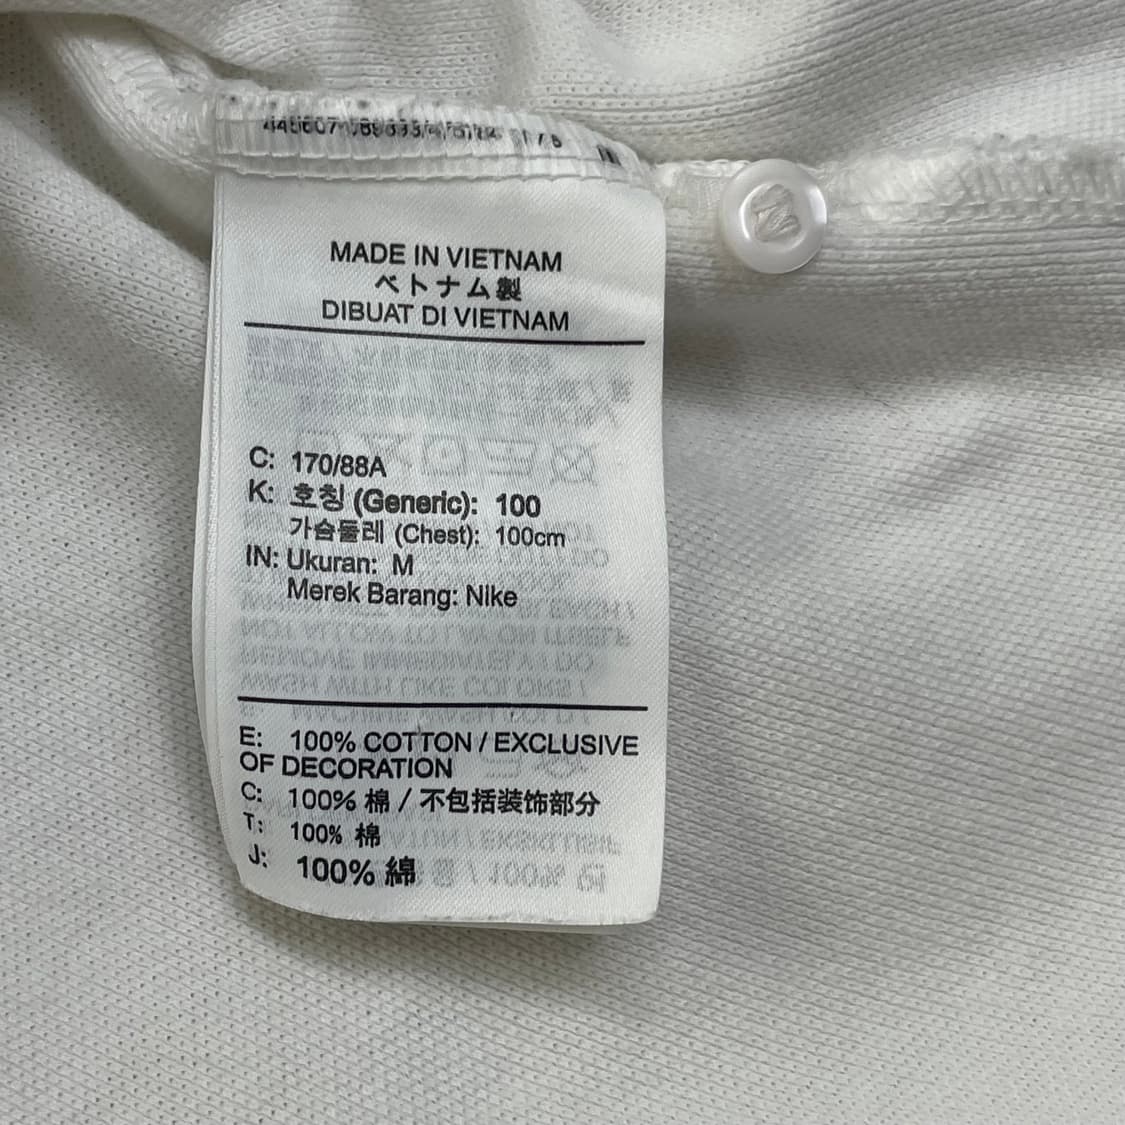 MADE IN VIETNAM
ベトナム製
DIBUAT DI VIETNAM
C: 170/88A
K: 호칭 (Generic): 100
가슴둘레 (Chest): 100cm
IN: Ukuran: M
Merek Barang: Nike
E: 100% COTTON / EXCLUSIVE
OF DECORATION
C: 100% 棉 / 不包括装饰部分
T: 100% 棉
J: 100% 綿